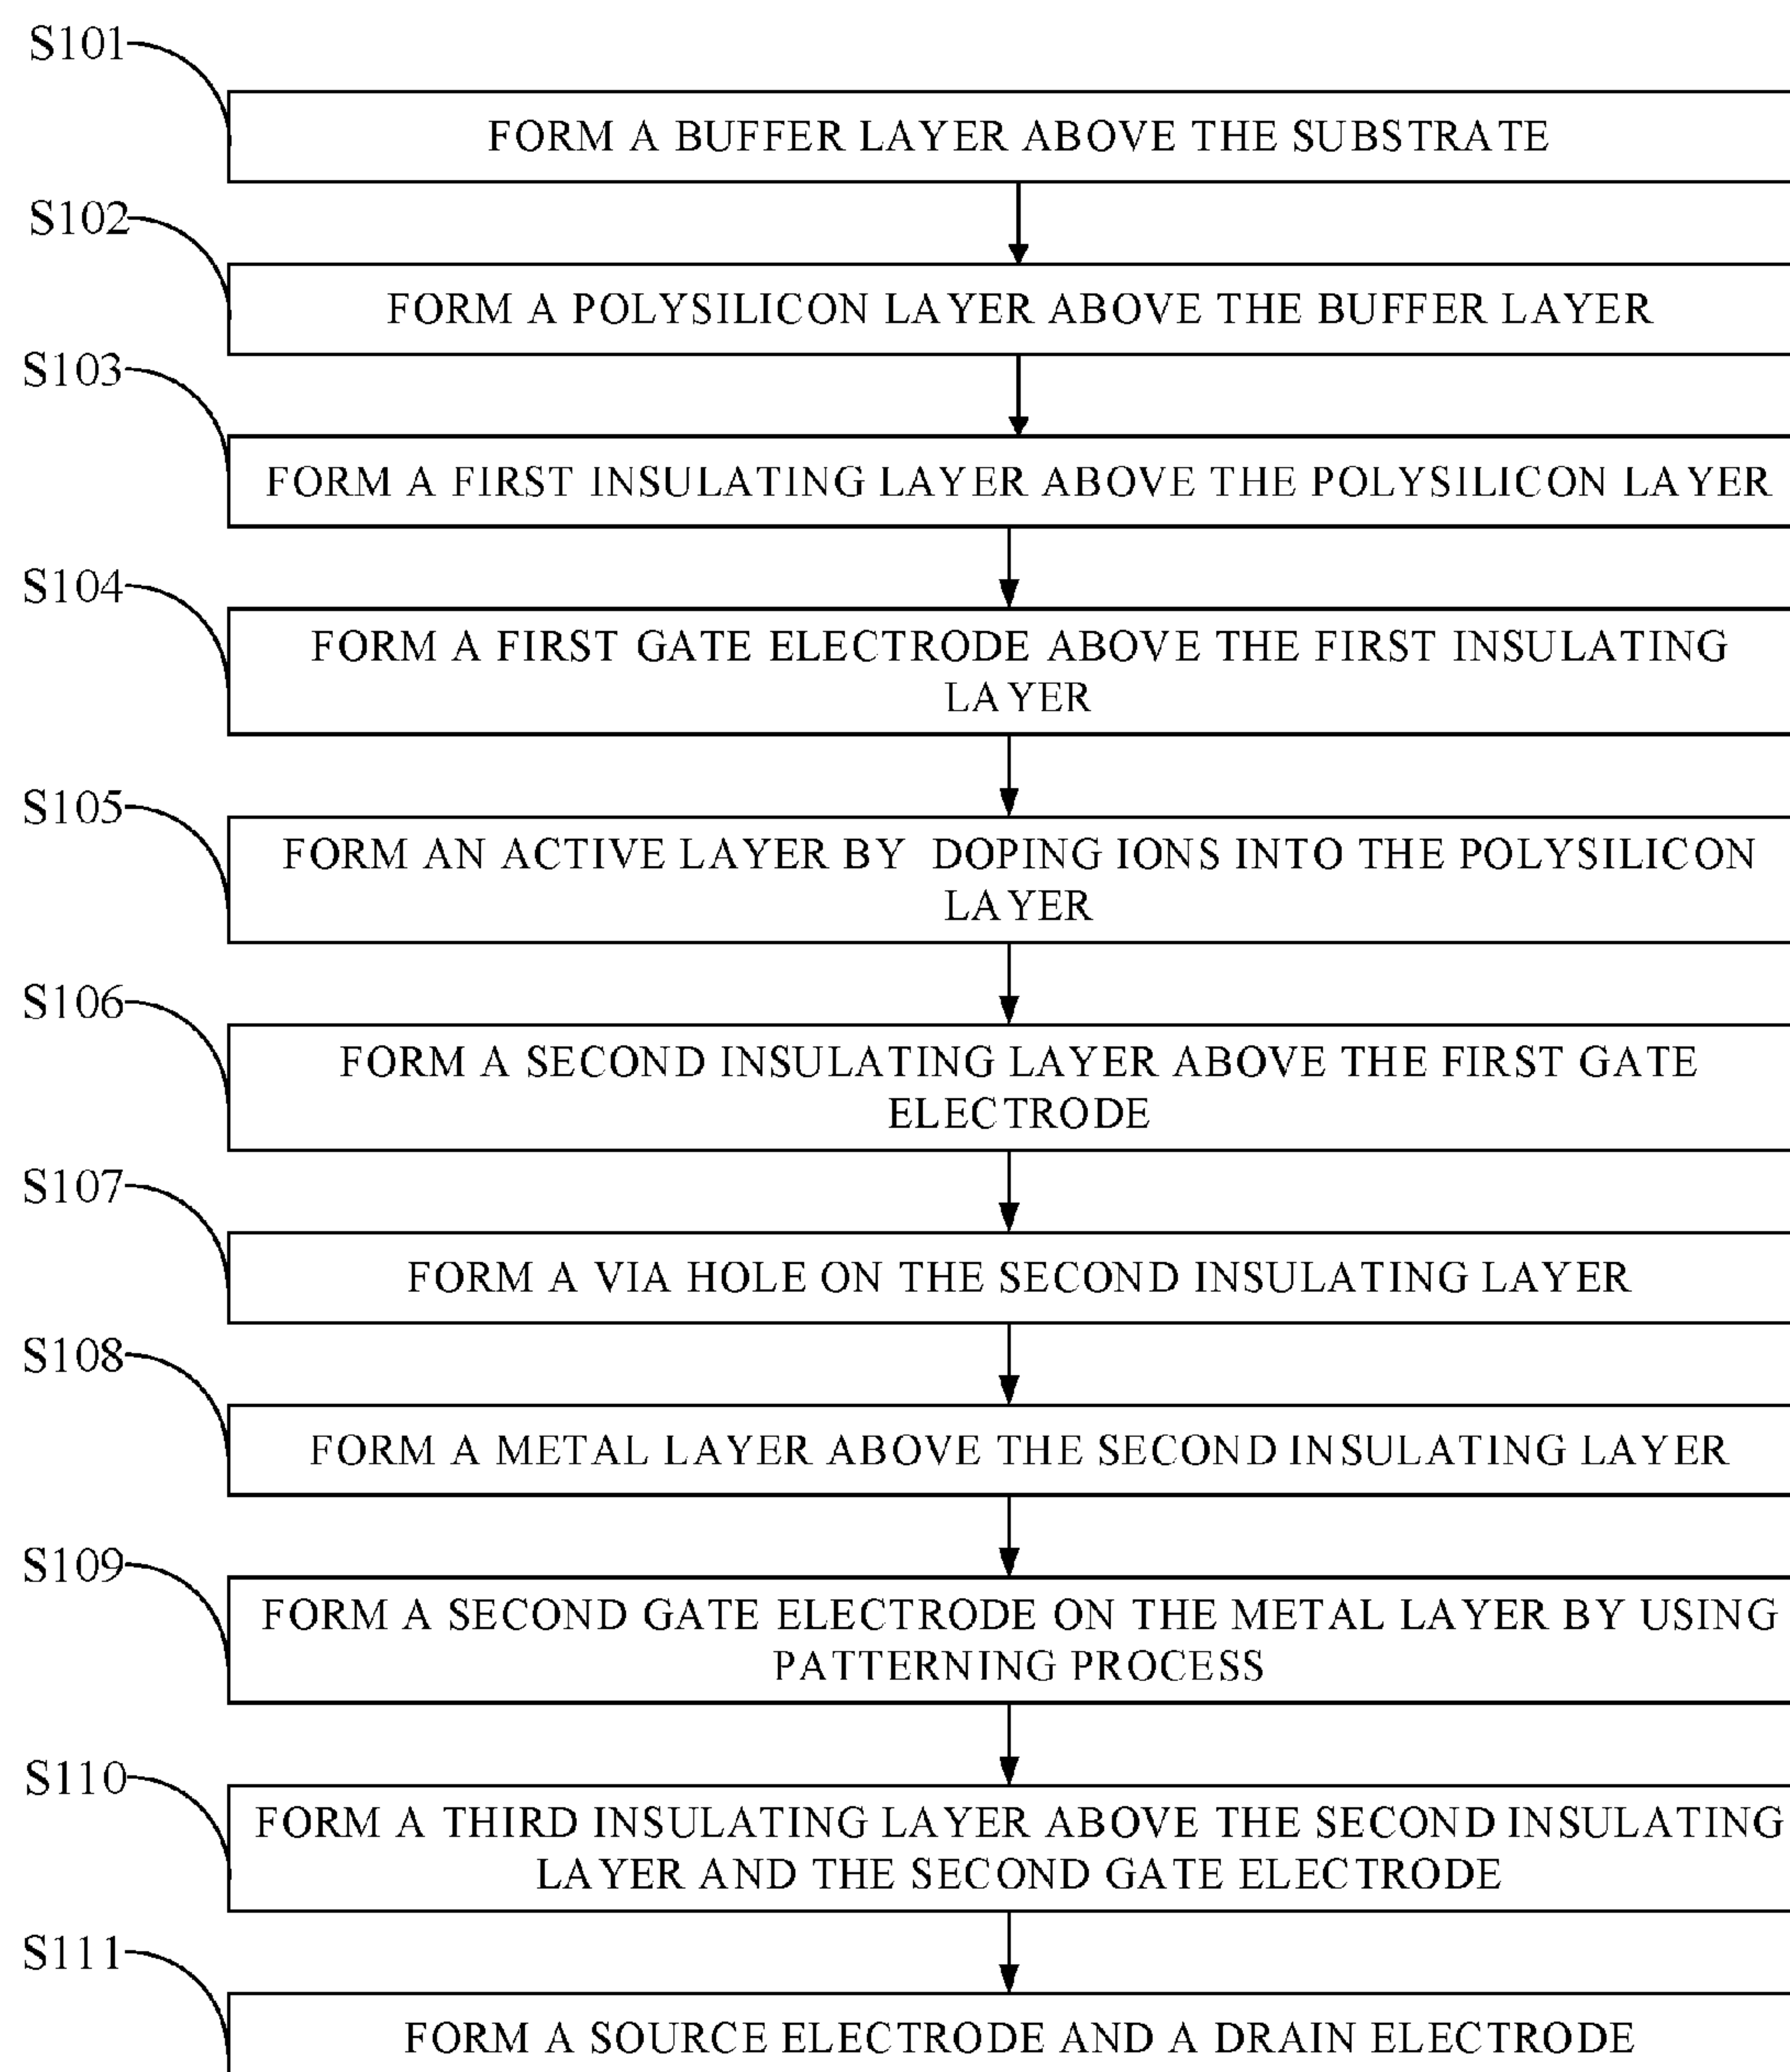 S101
FORM A BUFFER LAYER ABOVE THE SUBSTRATE
S102
FORM A POLYSILICON LAYER ABOVE THE BUFFER LAYER
S103
FORM A FIRST INSULATING LAYER ABOVE THE POLYSILICON LAYER
S104
FORM A FIRST GATE ELECTRODE ABOVE THE FIRST INSULATING
LAYER
S105
FORM AN ACTIVE LAYER BY DOPING IONS INTO THE POLYSILICON
LAYER
S106
FORM A SECOND INSULATING LAYER ABOVE THE FIRST GATE
ELECTRODE
S107
FORM A VIA HOLE ON THE SECOND INSULATING LAYER
S108
FORM A METAL LAYER ABOVE THE SECOND INSULATING LAYER
S109
FORM A SECOND GATE ELECTRODE ON THE METAL LAYER BY USING
PATTERNING PROCESS
S110
FORM A THIRD INSULATING LAYER ABOVE THE SECOND INSULATING
LAYER AND THE SECOND GATE ELECTRODE
S111
FORM A SOURCE ELECTRODE AND A DRAIN ELECTRODE